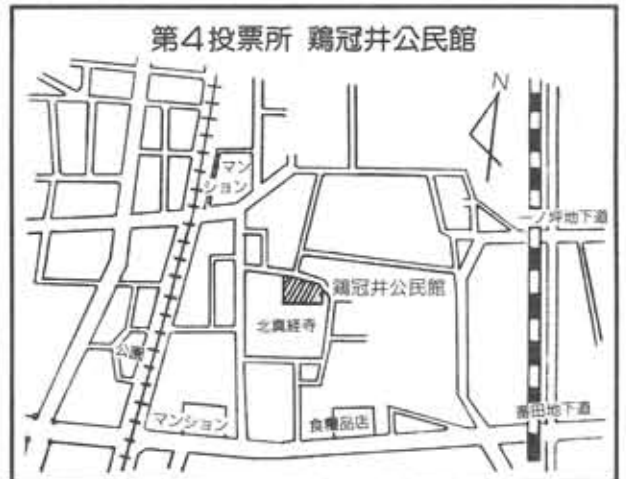 第4投票所 鶏冠井公民館
N
マン
ション
一ノ坪地下道
鶏冠井公民館
北真経寺
公園
マンション
食糧品店
番田地下道